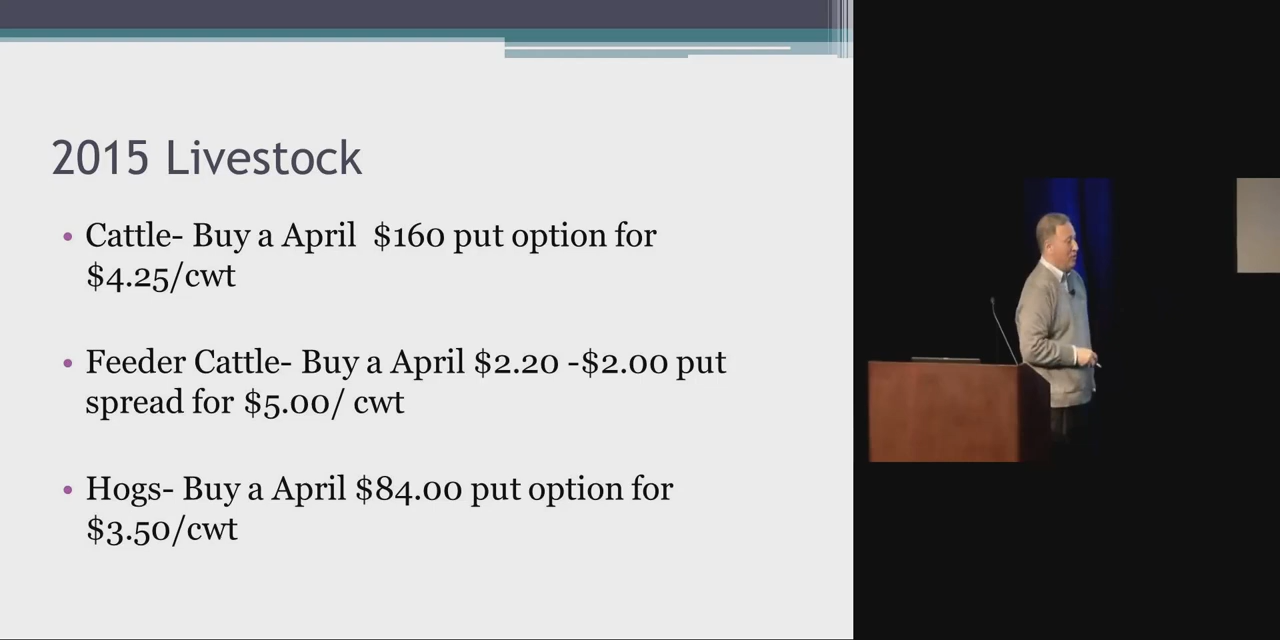 2015 Livestock
• Cattle- Buy a April $160 put option for
$4.25/cwt
• Feeder Cattle- Buy a April $2.20 -$2.00 put
spread for $5.00/ cwt
• Hogs- Buy a April $84.00 put option for
$3.50/cwt